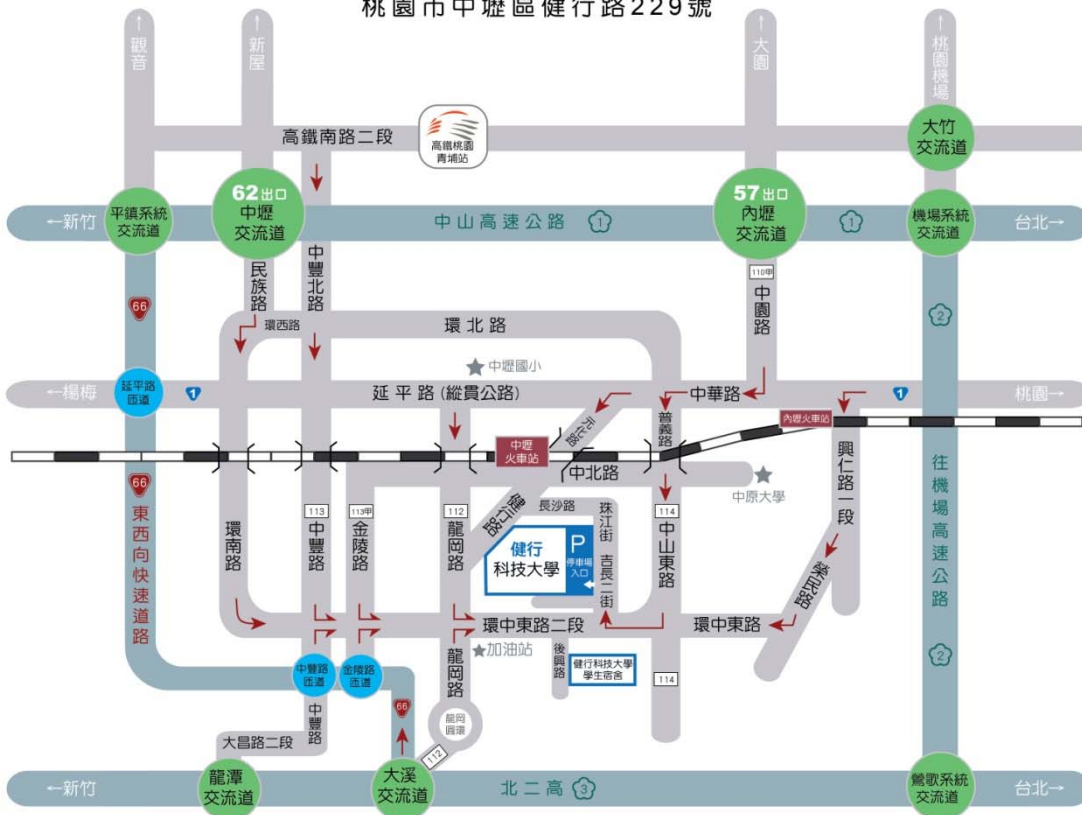 桃園市中壢區健行路229號
↑觀音
↑新屋
↑大園
↑桃園機場
高鐵南路二段
高鐵桃園
青埔站
大竹
交流道
←新竹
平鎮系統
交流道
62出口
中壢
交流道
中山高速公路
1
57出口
內壢
交流道
1
機場系統
交流道
台北→
66
民族路
中豐北路
110甲
中園路
2
環西路
環北路
中壢國小
←楊梅
延平路
匝道
1
延平路(縱貫公路)
元化路
普義路
中華路
1
桃園→
中壢
火車站
內壢火車站
中北路
中原大學
66
東西向快速道路
環南路
113
中豐路
113甲
金陵路
112
龍岡路
健行路
長沙路
珠江街
吉長二街
114
中山東路
興仁路一段
榮民路
往機場高速公路
健行
科技大學
P
停車場
入口
環中東路二段
環中東路
加油站
中豐路
匝道
金陵路
匝道
龍岡路
後興路
健行科技大學
學生宿舍
114
2
66
中豐路
大昌路二段
龍岡
圓環
112
←新竹
龍潭
交流道
大溪
交流道
北二高
3
鶯歌系統
交流道
台北→